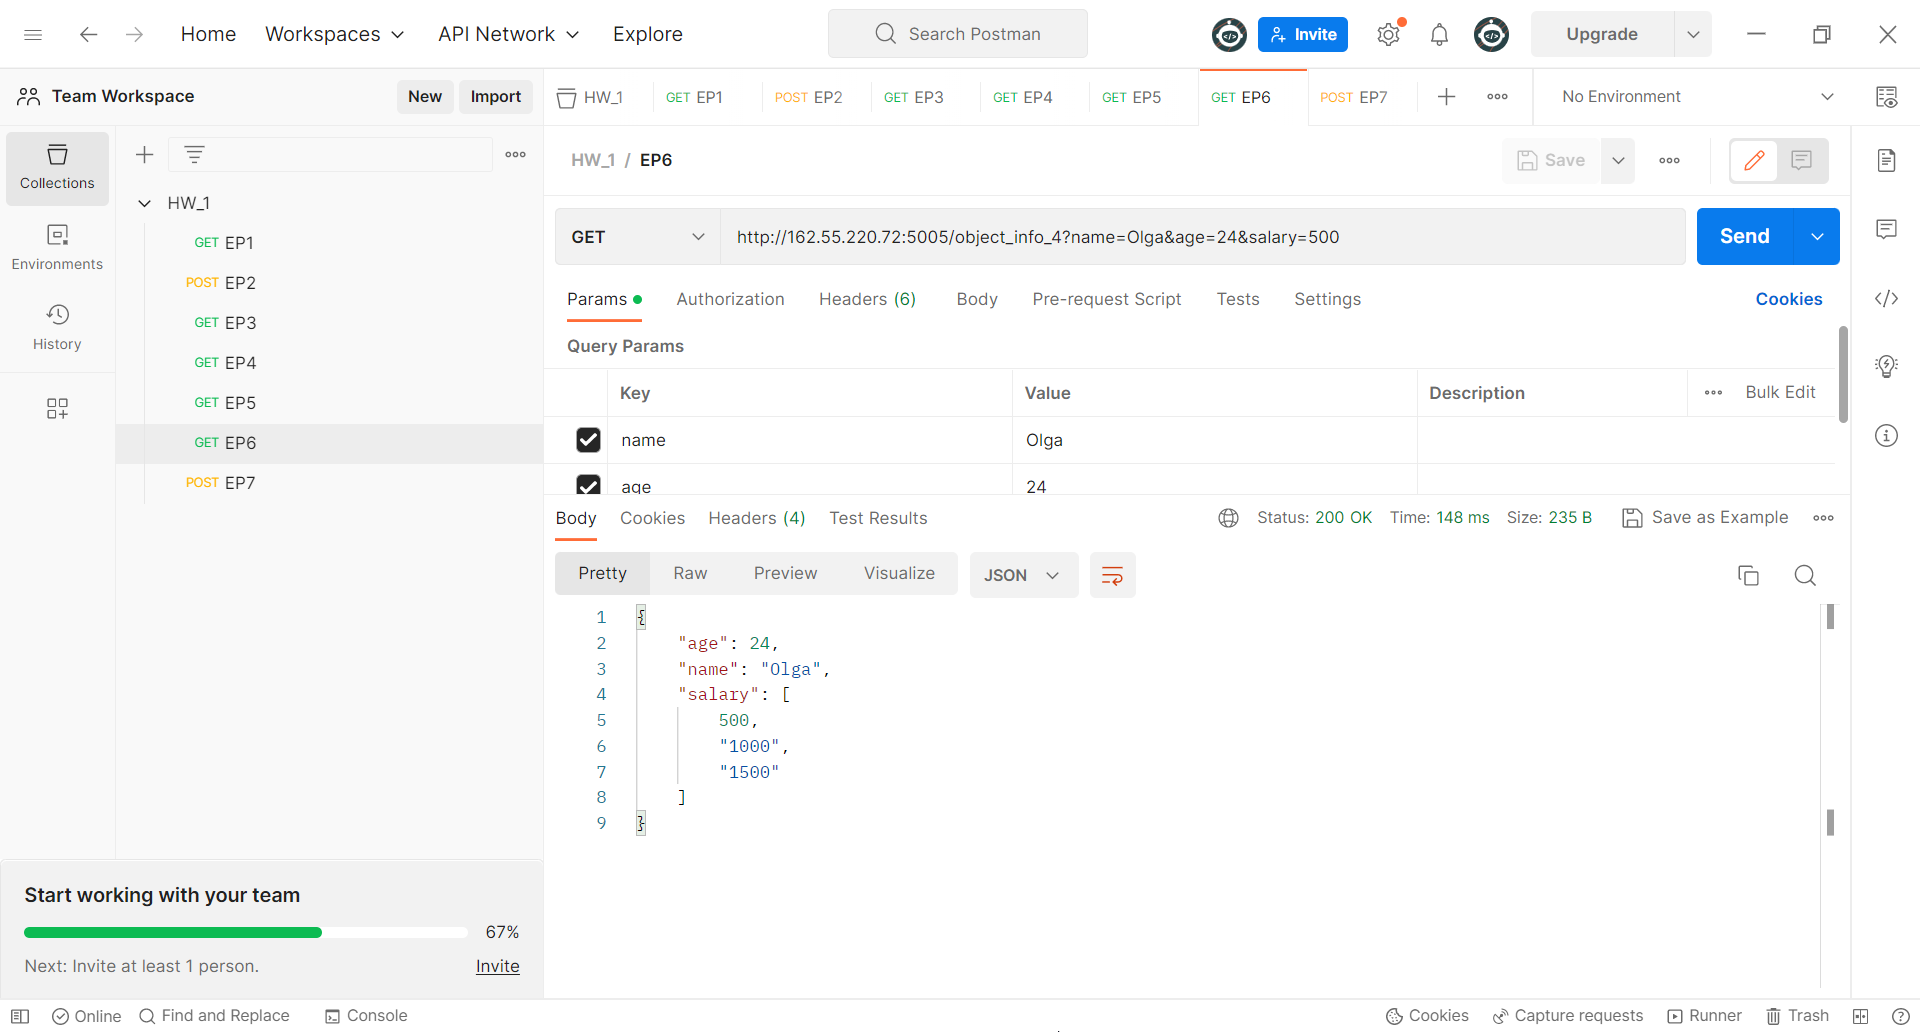 Home Workspaces API Network Explore Search Postman Invite Upgrade
Team Workspace New Import HW_1 GET EP1 POST EP2 GET EP3 GET EP4 GET EP5 GET EP6 POST EP7 No Environment
Collections
Environments
History
HW_1
GET EP1
POST EP2
GET EP3
GET EP4
GET EP5
GET EP6
POST EP7
HW_1 / EP6 Save
GET http://162.55.220.72:5005/object_info_4?name=Olga&age=24&salary=500 Send
Params Authorization Headers (6) Body Pre-request Script Tests Settings Cookies
Query Params
Key Value Description Bulk Edit
name Olga
age 24
Body Cookies Headers (4) Test Results Status: 200 OK Time: 148 ms Size: 235 B Save as Example
Pretty Raw Preview Visualize JSON
1 {
2 "age": 24,
3 "name": "Olga",
4 "salary": [
5 500,
6 "1000",
7 "1500"
8 ]
9 }
Start working with your team
67%
Next: Invite at least 1 person. Invite
Online Find and Replace Console Cookies Capture requests Runner Trash